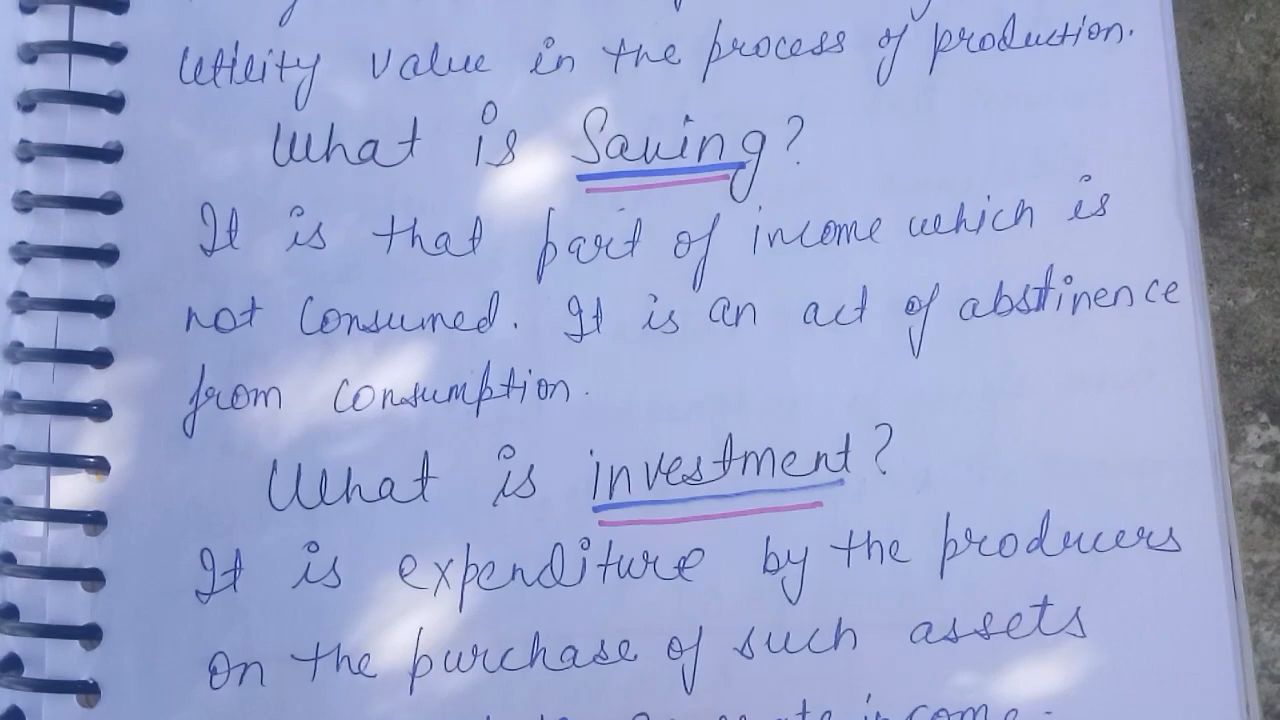 utility value in the process of production.
What is Saving?
It is that part of income which is
not Consumed. It is an act of abstinence
from Consumption.
What is investment?
It is expenditure by the producers
on the purchase of such assets
income.